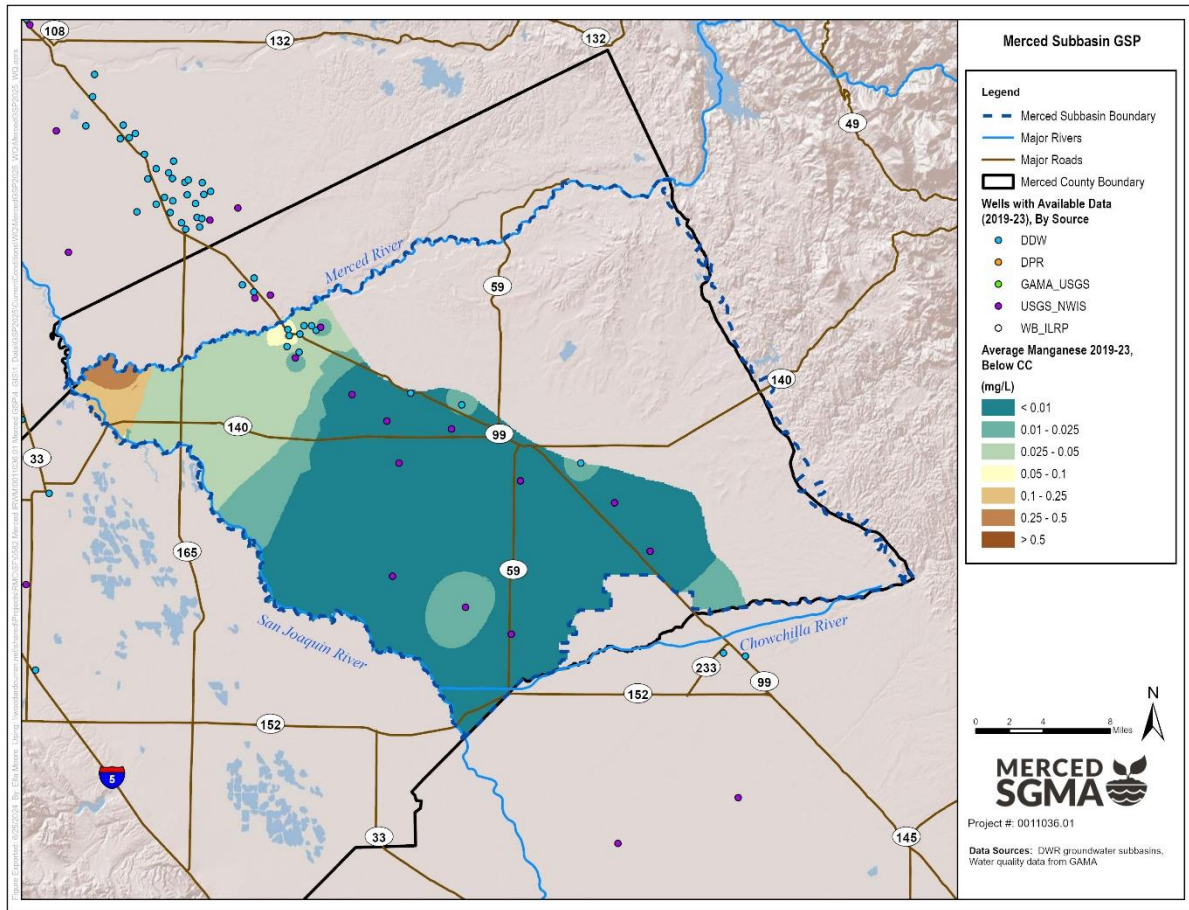 108
132
132
49
59
Merced River
140
140
99
33
165
59
San Joaquin River
Chowchilla River
233
99
152
152
5
33
145
Merced Subbasin GSP
Legend
Merced Subbasin Boundary
Major Rivers
Major Roads
Merced County Boundary
Wells with Available Data
(2019-23), By Source
DDW
DPR
GAMA_USGS
USGS_NWIS
WB_ILRP
Average Manganese 2019-23,
Below CC
(mg/L)
< 0.01
0.01 - 0.025
0.025 - 0.05
0.05 - 0.1
0.1 - 0.25
0.25 - 0.5
> 0.5
N
0 2 4 8
Miles
MERCED
SGMA
Project #: 0011036.01
Data Sources: DWR groundwater subbasins,
Water quality data from GAMA